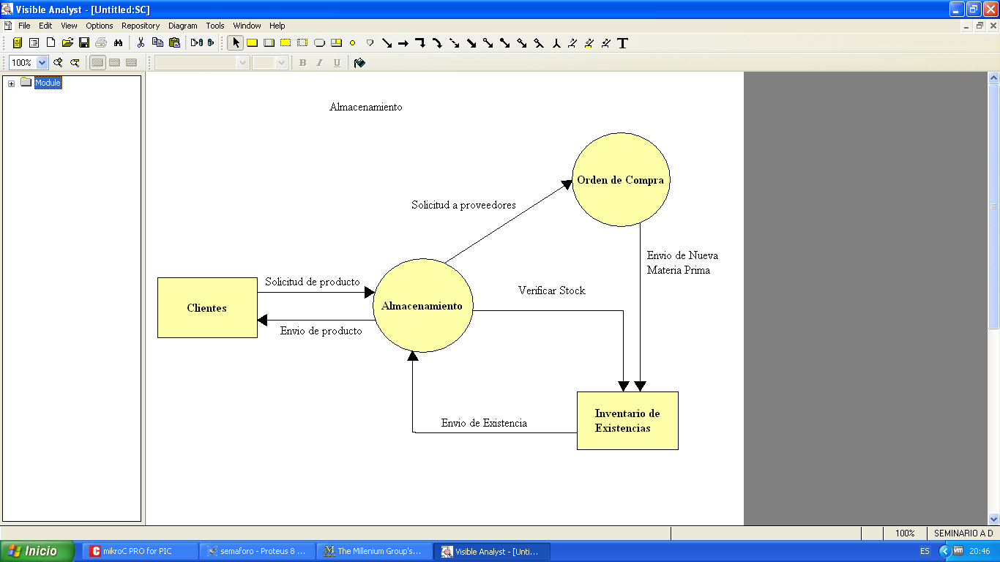 Visible Analyst - [Untitled:SC]
File Edit View Options Repository Diagram Tools Window Help
T
100% B I U
Module
Almacenamiento
Orden de Compra
Solicitud a proveedores
Envio de Nueva
Materia Prima
Solicitud de producto
Verificar Stock
Clientes
Almacenamiento
Envio de producto
Inventario de
Existencias
Envio de Existencia
100% SEMINARIO A D
Inicio mikroC PRO for PIC semaforo - Proteus 8 ... The Millenium Group's... Visible Analyst - [Unti... ES vm 20:46